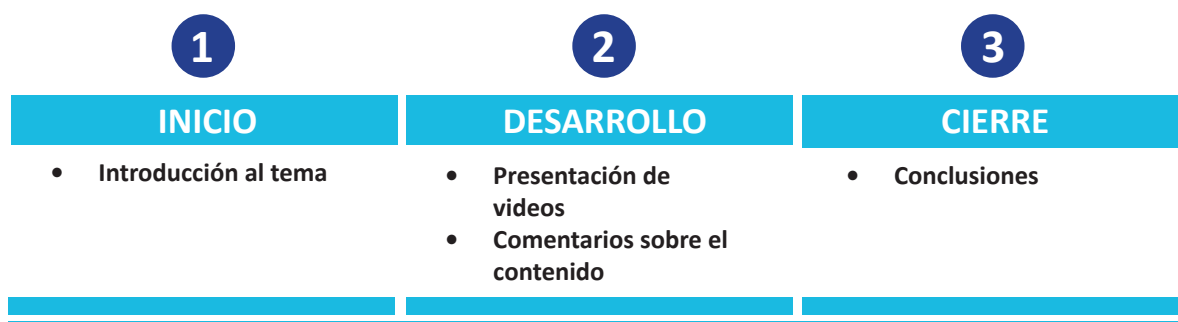 1
INICIO
• Introducción al tema
2
DESARROLLO
• Presentación de
videos
• Comentarios sobre el
contenido
3
CIERRE
• Conclusiones